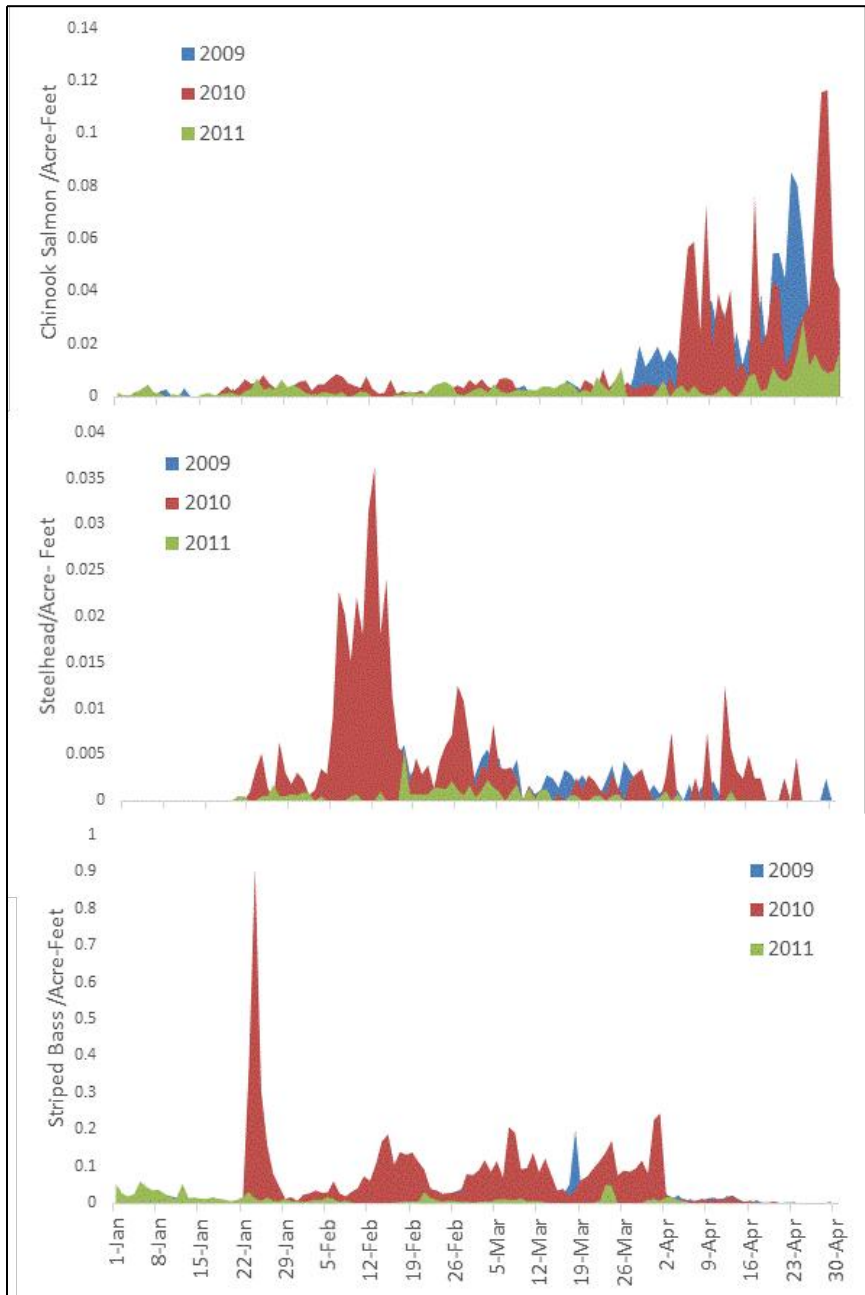 0.14
0.12
0.1
0.08
0.06
0.04
0.02
0
Chinook Salmon /Acre-Feet
2009
2010
2011
0.04
0.035
0.03
0.025
0.02
0.015
0.01
0.005
0
Steelhead/Acre- Feet
2009
2010
2011
1
0.9
0.8
0.7
0.6
0.5
0.4
0.3
0.2
0.1
0
Striped Bass /Acre-Feet
2009
2010
2011
1-Jan
8-Jan
15-Jan
22-Jan
29-Jan
5-Feb
12-Feb
19-Feb
26-Feb
5-Mar
12-Mar
19-Mar
26-Mar
2-Apr
9-Apr
16-Apr
23-Apr
30-Apr